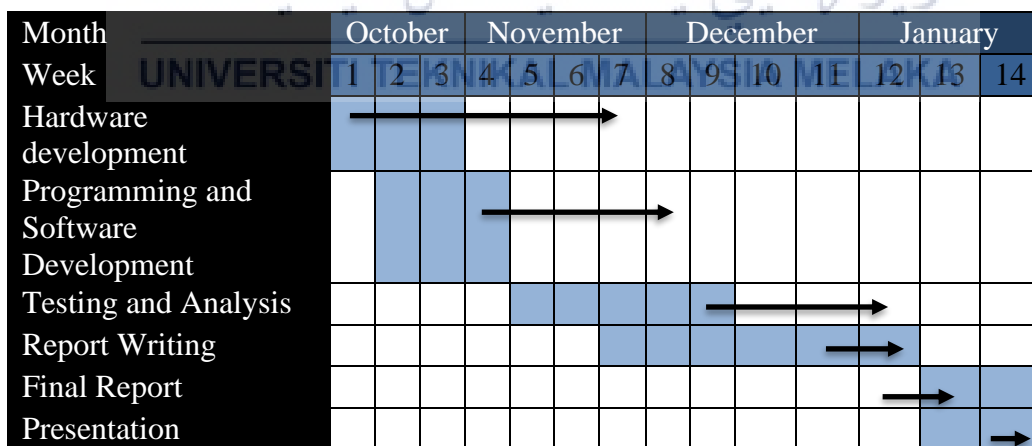 Month October November December January
Week 1 2 3 4 5 6 7 8 9 10 11 12 13 14
UNIVERSITI TEKNIKAL MALAYSIA MELAKA
Hardware
development
Programming and
Software
Development
Testing and Analysis
Report Writing
Final Report
Presentation